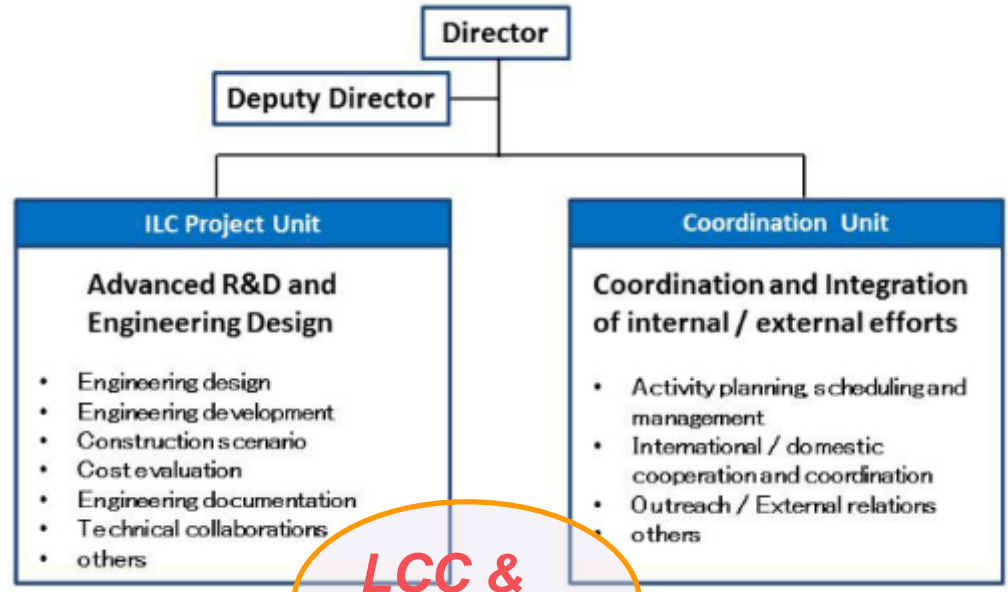 Director
Deputy Director
ILC Project Unit
Advanced R&D and
Engineering Design
• Engineering design
• Engineering development
• Construction scenario
• Cost evaluation
• Engineering documentation
• Technical collaborations
• others
Coordination Unit
Coordination and Integration
of internal / external efforts
• Activity planning, scheduling and
management
• International / domestic
cooperation and coordination
• Outreach / External relations
• others
LCC &